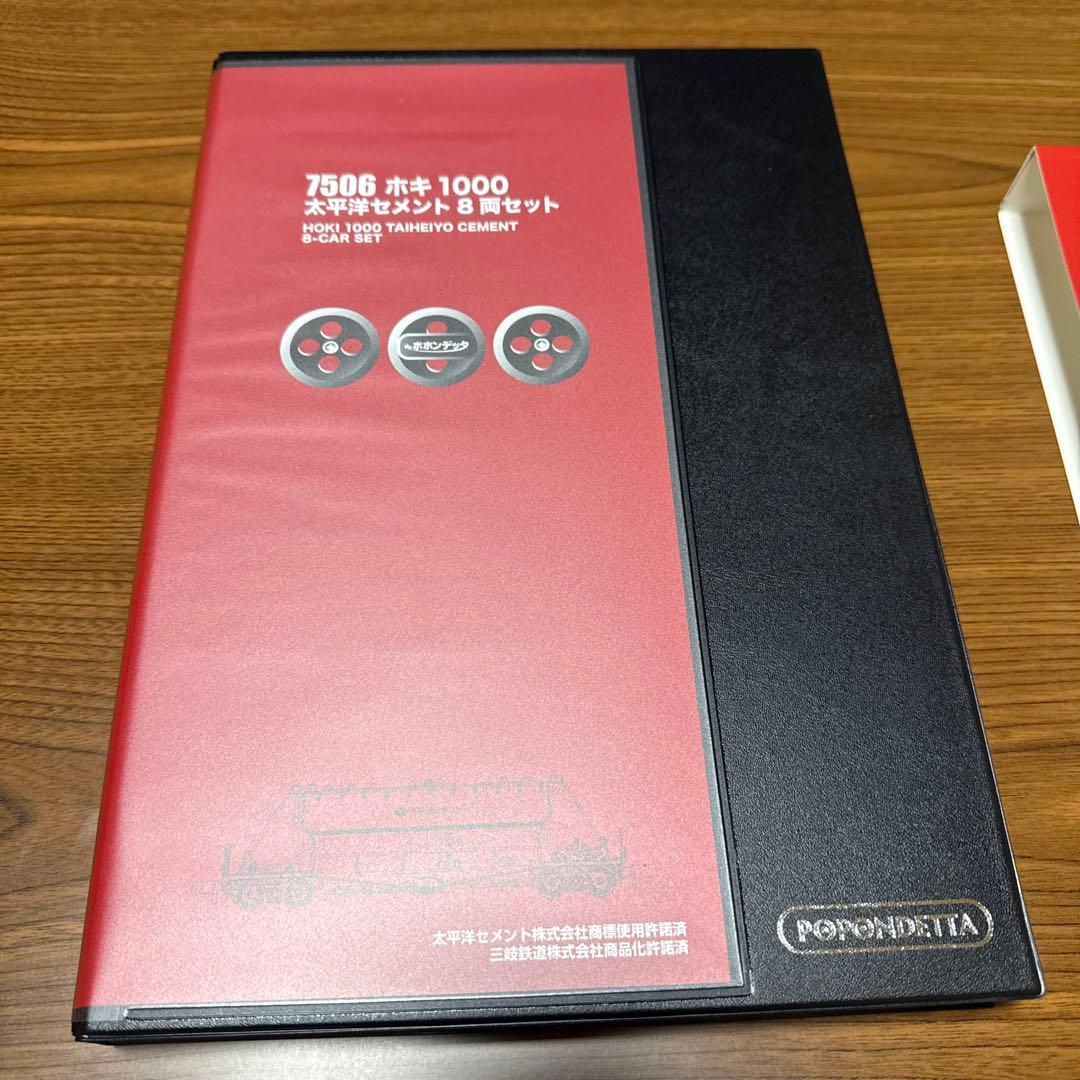 7506 ホキ 1000
太平洋セメント 8 両セット
HOKI 1000 TAIHEIYO CEMENT
8-CAR SET
ポポンデッタ
太平洋セメント株式会社商標使用許諾済
三岐鉄道株式会社商品化許諾済
POPONDETTA